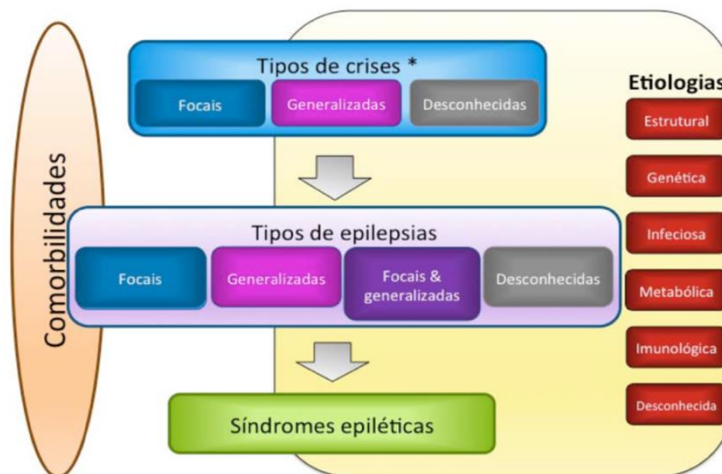 Comorbilidades
Tipos de crises *
Focais
Generalizadas
Desconhecidas
Tipos de epilepsias
Focais
Generalizadas
Focais &
generalizadas
Desconhecidas
Síndromes epiléticas
Etiologias
Estrutural
Genética
Infeciosa
Metabólica
Imunológica
Desconhecida